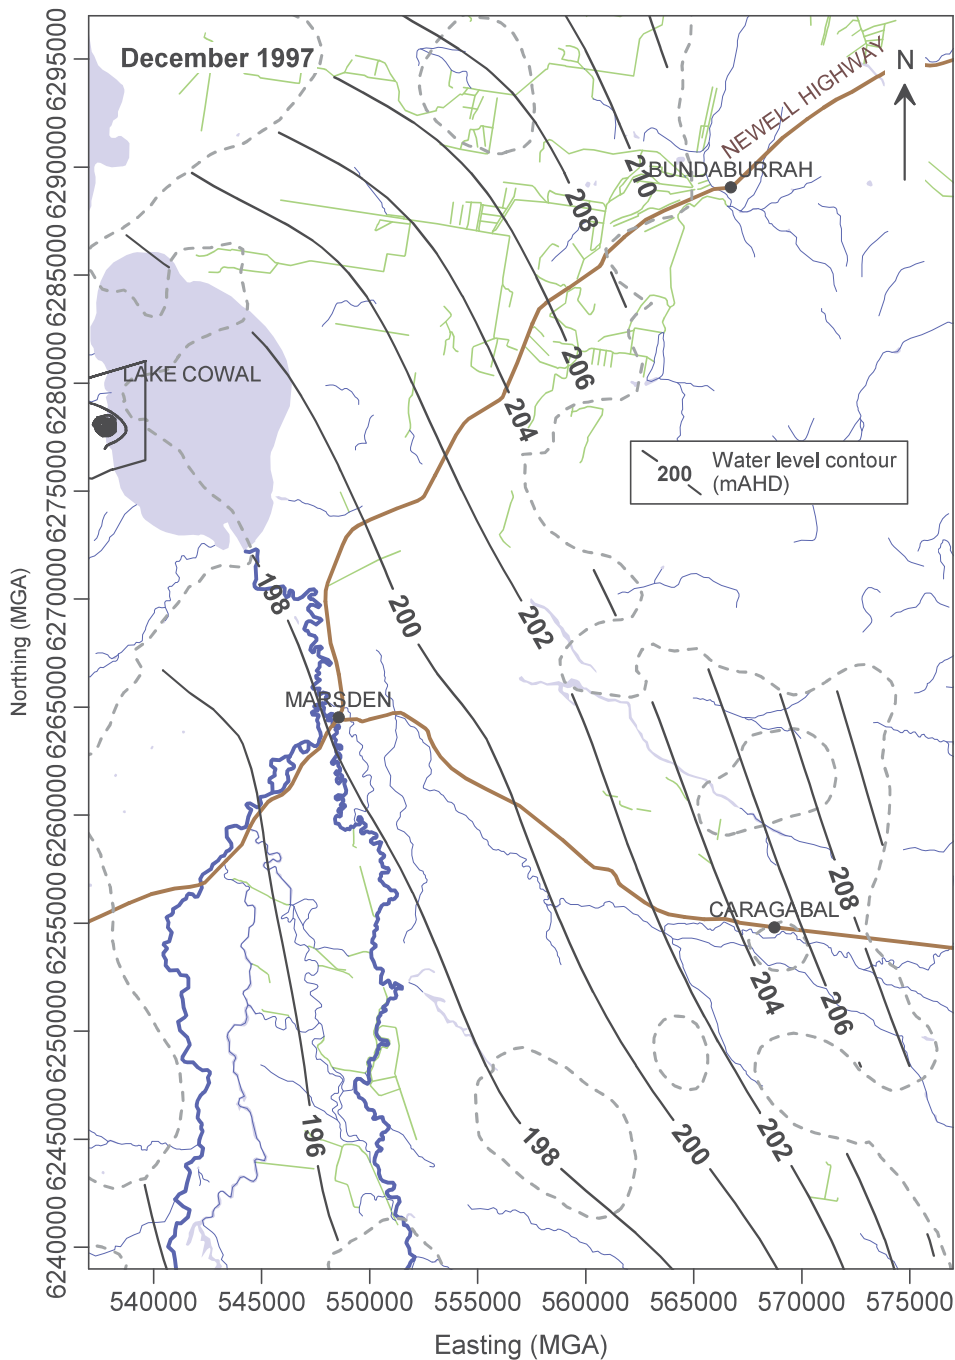 December 1997
N
NEWELL HIGHWAY
BUNDABURRAH
210
208
206
204
LAKE COWAL
200
Water level contour
(mAHD)
198
200
202
MARSDEN
208
CARAGABAL
204
206
196
198
200
202
6295000
6290000
6285000
6280000
6275000
6270000
6265000
6260000
6255000
6250000
6245000
6240000
Northing (MGA)
540000 545000 550000 555000 560000 565000 570000 575000
Easting (MGA)